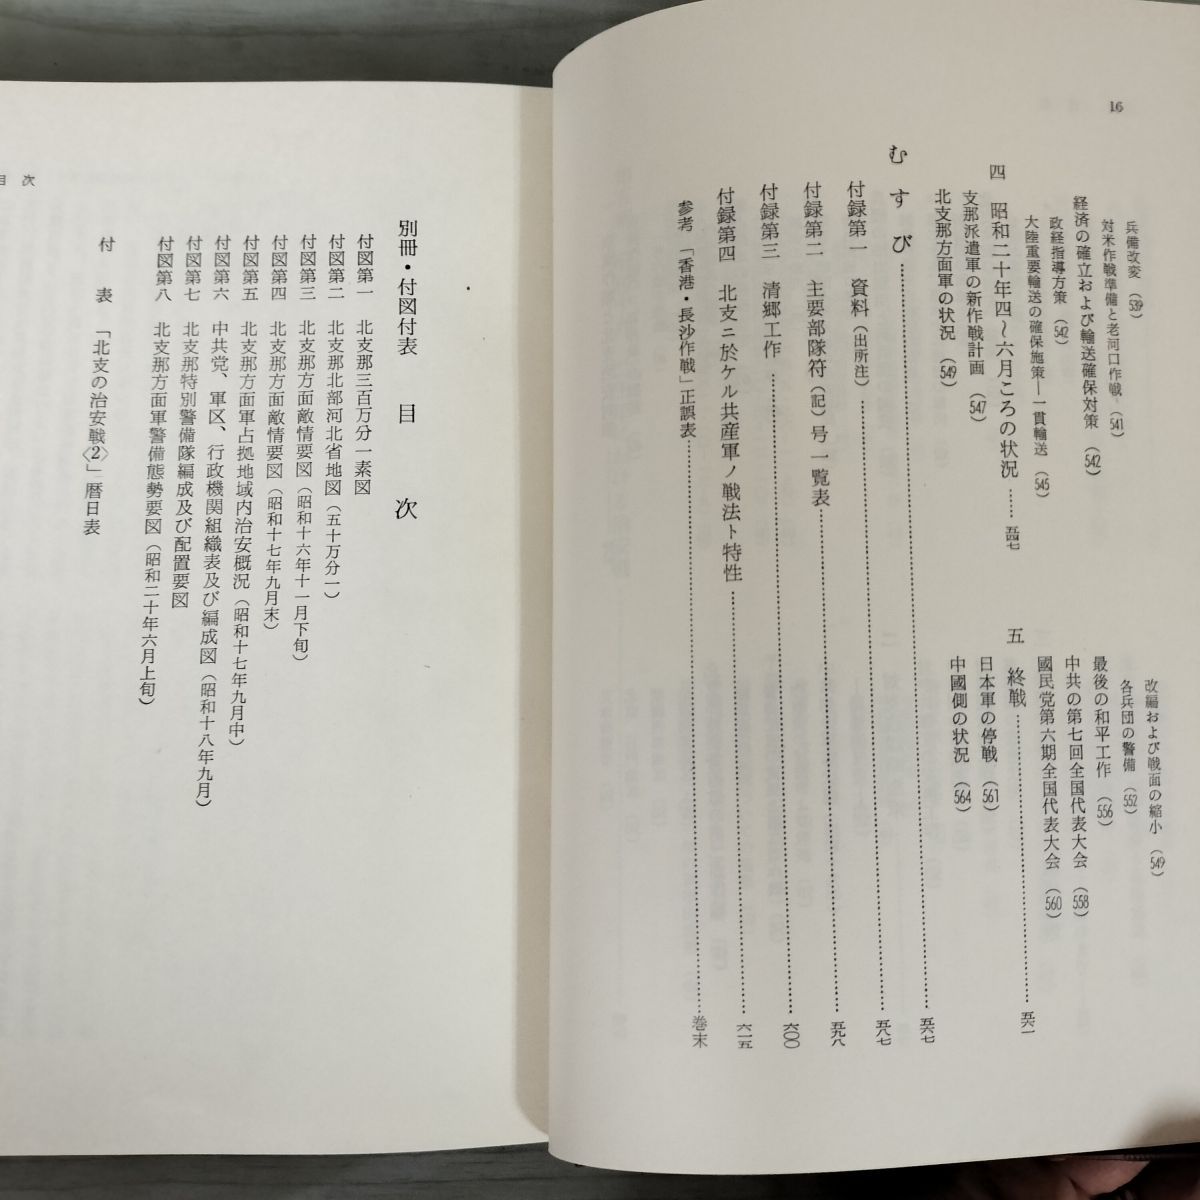 16
兵備改変 (539)
対米作戦準備と老河口作戦 (541)
経済の確立および輸送確保対策 (542)
政経指導方策 (542)
大陸重要輸送の確保施策―一貫輸送 (545)
四 昭和二十年四～六月ころの状況……五四七
支那派遣軍の新作戦計画 (547)
北支那方面軍の状況 (549)
改編および戦面の縮小 (549)
各兵団の警備 (552)
最後の和平工作 (556)
中共の第七回全国代表大会 (558)
國民党第六期全国代表大会 (560)
五 終戦……五六一
日本軍の停戦 (561)
中國側の状況 (564)
むすび……五六七
付録第一 資料（出所注）……五八七
付録第二 主要部隊符（記）号一覧表……五九八
付録第三 清郷工作……六〇〇
付録第四 北支ニ於ケル共産軍ノ戦法ト特性……六一五
参考 「香港・長沙作戦」正誤表……巻末
別冊・付図付表 目次
付図第一 北支那三百万分一素図
付図第二 北支那北部河北省地図（五十万分一）
付図第三 北支那方面敵情要図（昭和十六年十一月下旬）
付図第四 北支那方面敵情要図（昭和十七年九月末）
付図第五 北支那方面軍占拠地域内治安概況（昭和十七年九月中）
付図第六 中共党、軍区、行政機関組織表及び編成図（昭和十八年九月）
付図第七 北支那特別警備隊編成及び配置要図
付図第八 北支那方面軍警備態勢要図（昭和二十年六月上旬）
付表 「北支の治安戦〈2〉」暦日表
目次